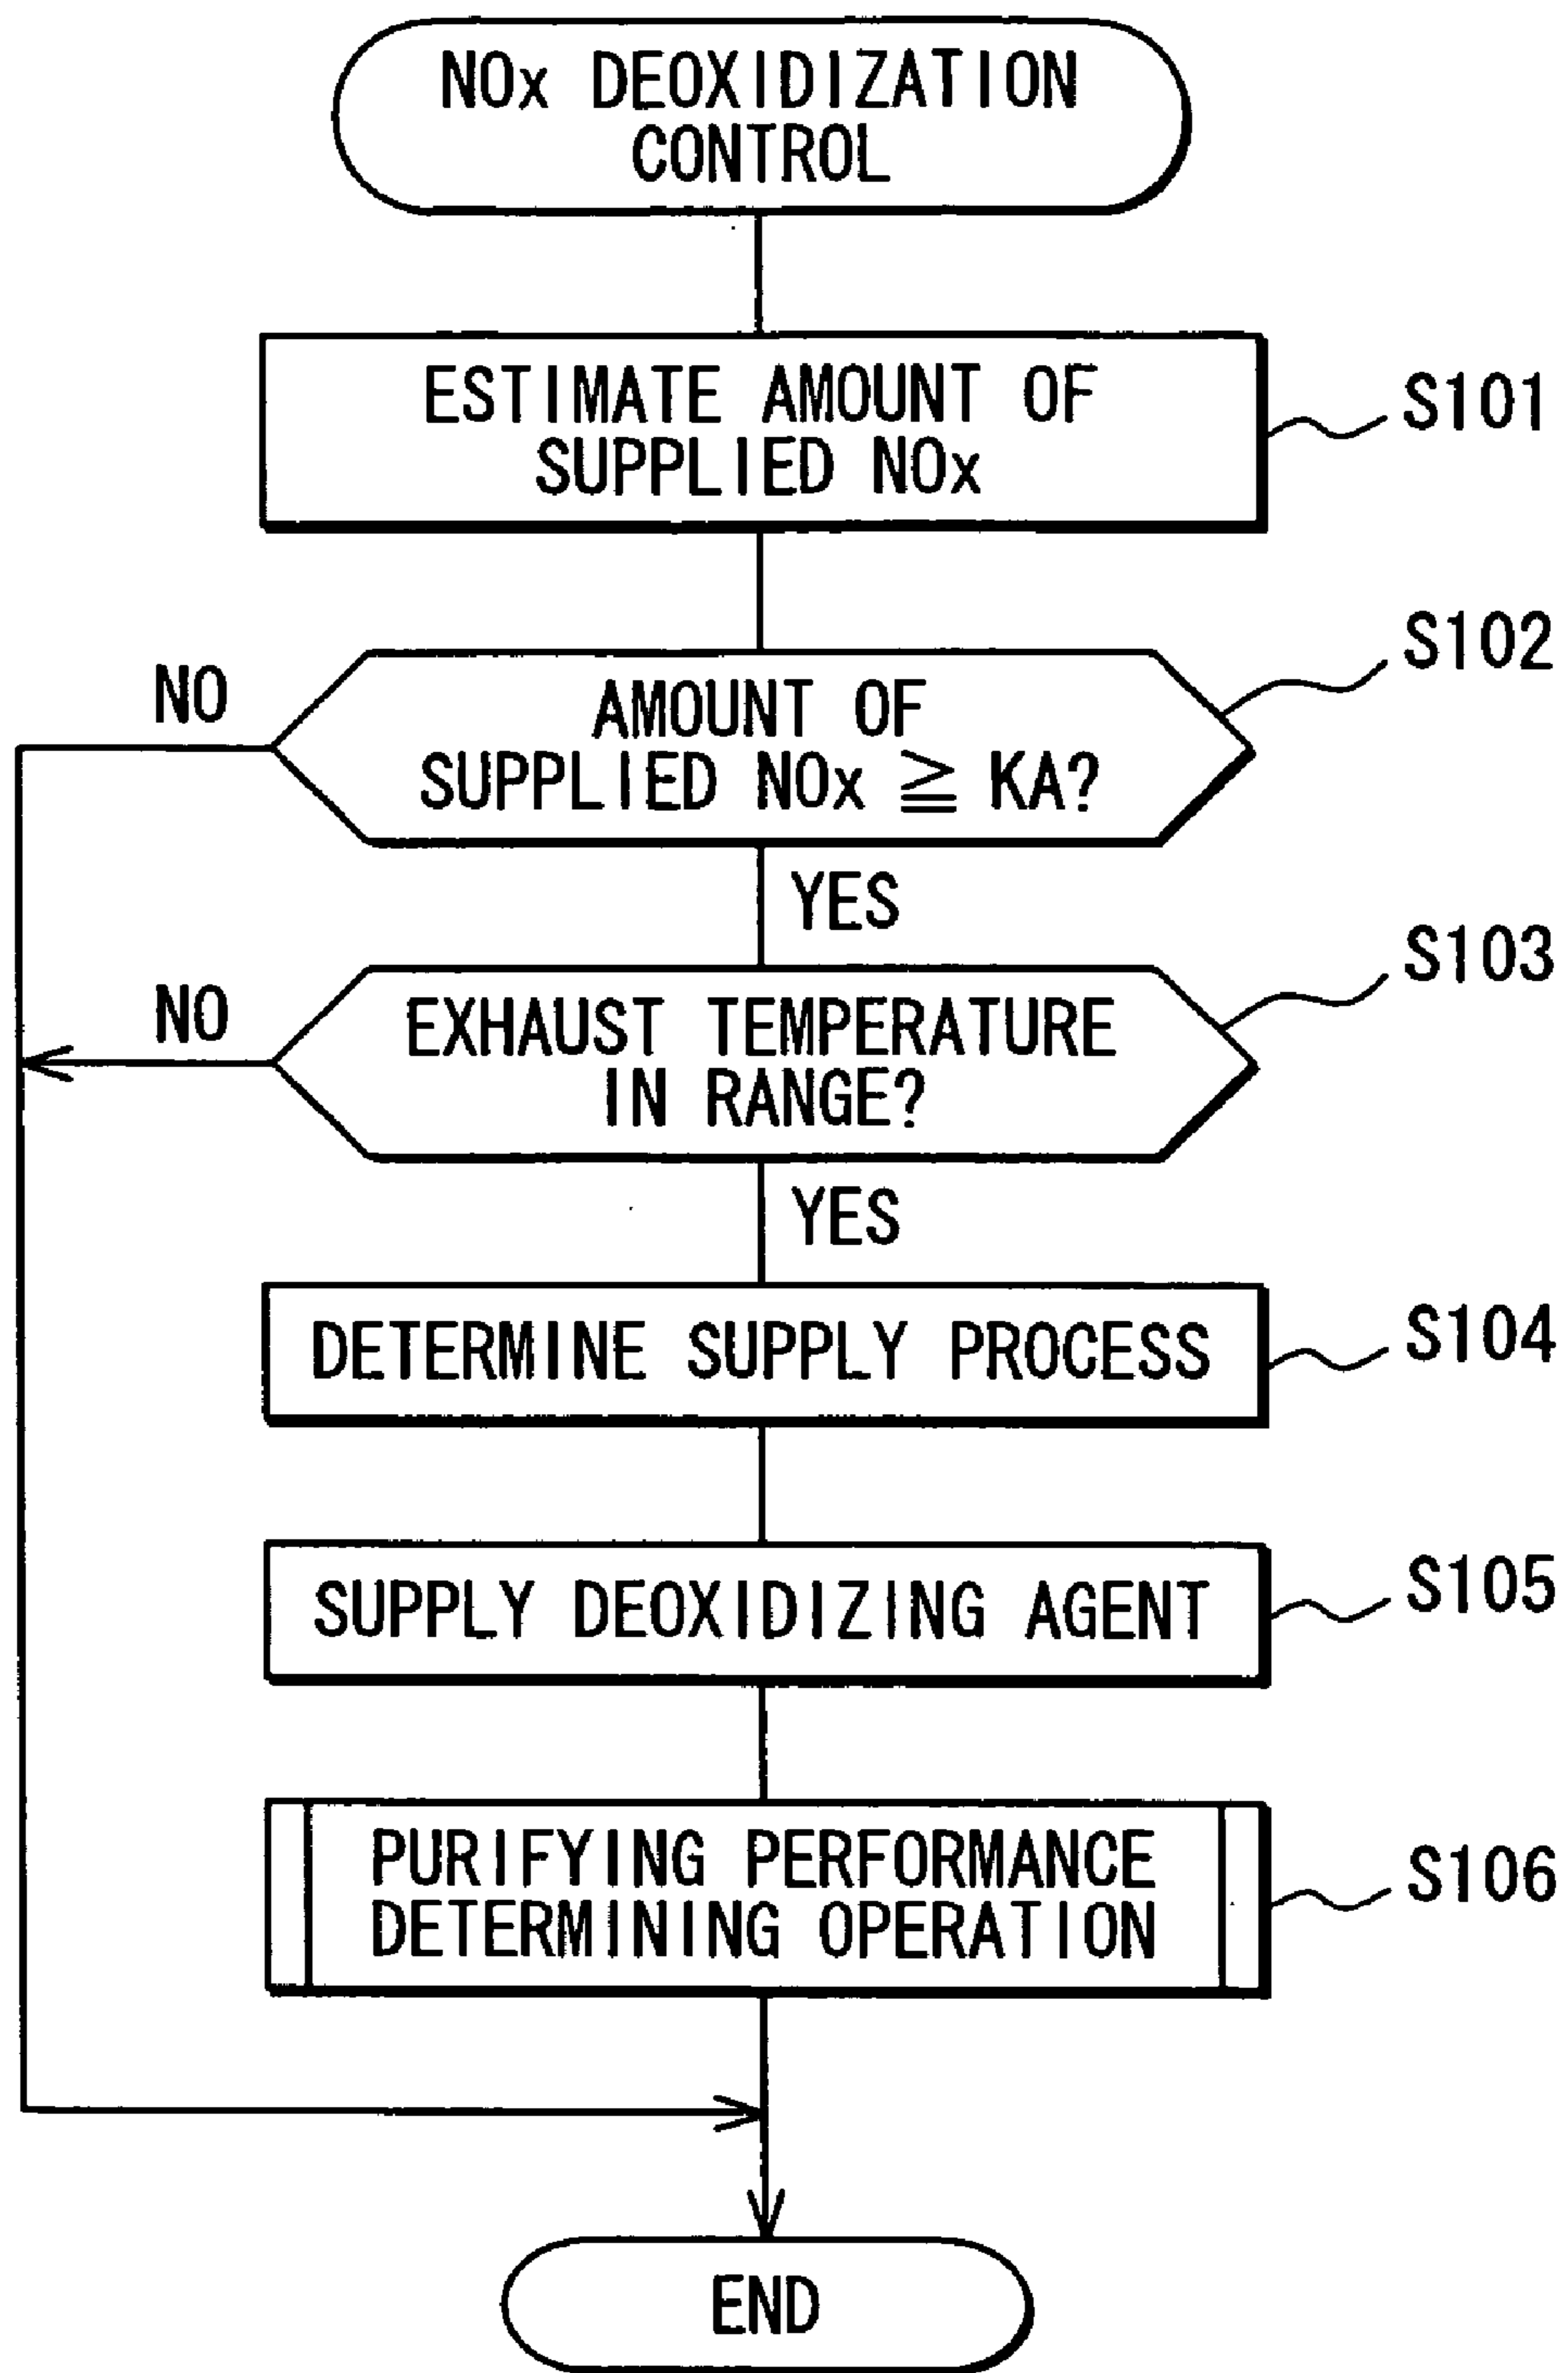 NOx DEOXIDIZATION
CONTROL
ESTIMATE AMOUNT OF
SUPPLIED NOx
S101
S102
NO
AMOUNT OF
SUPPLIED NOx ≧ KA?
YES
S103
NO
EXHAUST TEMPERATURE
IN RANGE?
YES
DETERMINE SUPPLY PROCESS
S104
SUPPLY DEOXIDIZING AGENT
S105
PURIFYING PERFORMANCE
DETERMINING OPERATION
S106
END